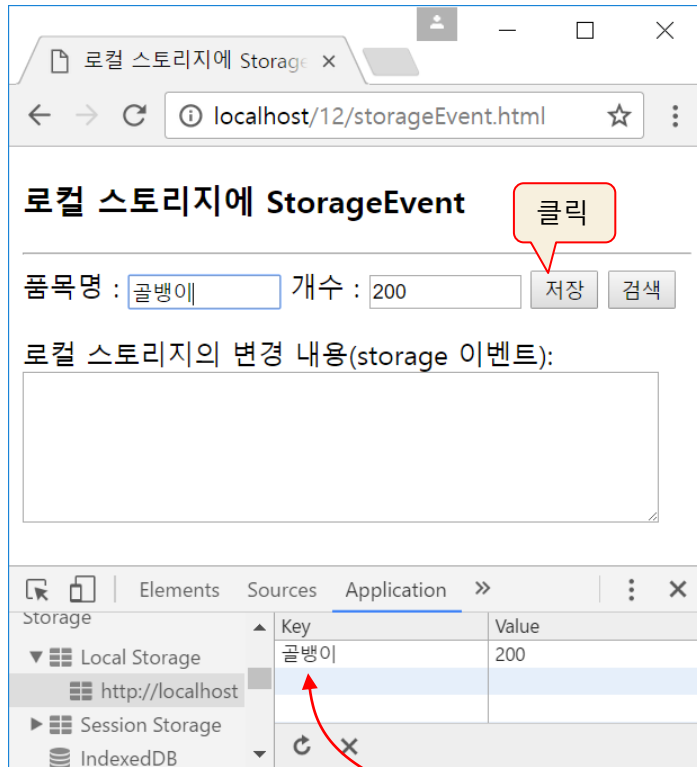 로컬 스토리지에 Storage
localhost/12/storageEvent.html
로컬 스토리지에 StorageEvent
클릭
품목명 : 골뱅이 개수 : 200 저장 검색
로컬 스토리지의 변경 내용(storage 이벤트):
Elements Sources Application »
Storage
Key Value
Local Storage
골뱅이 200
http://localhost
Session Storage
IndexedDB